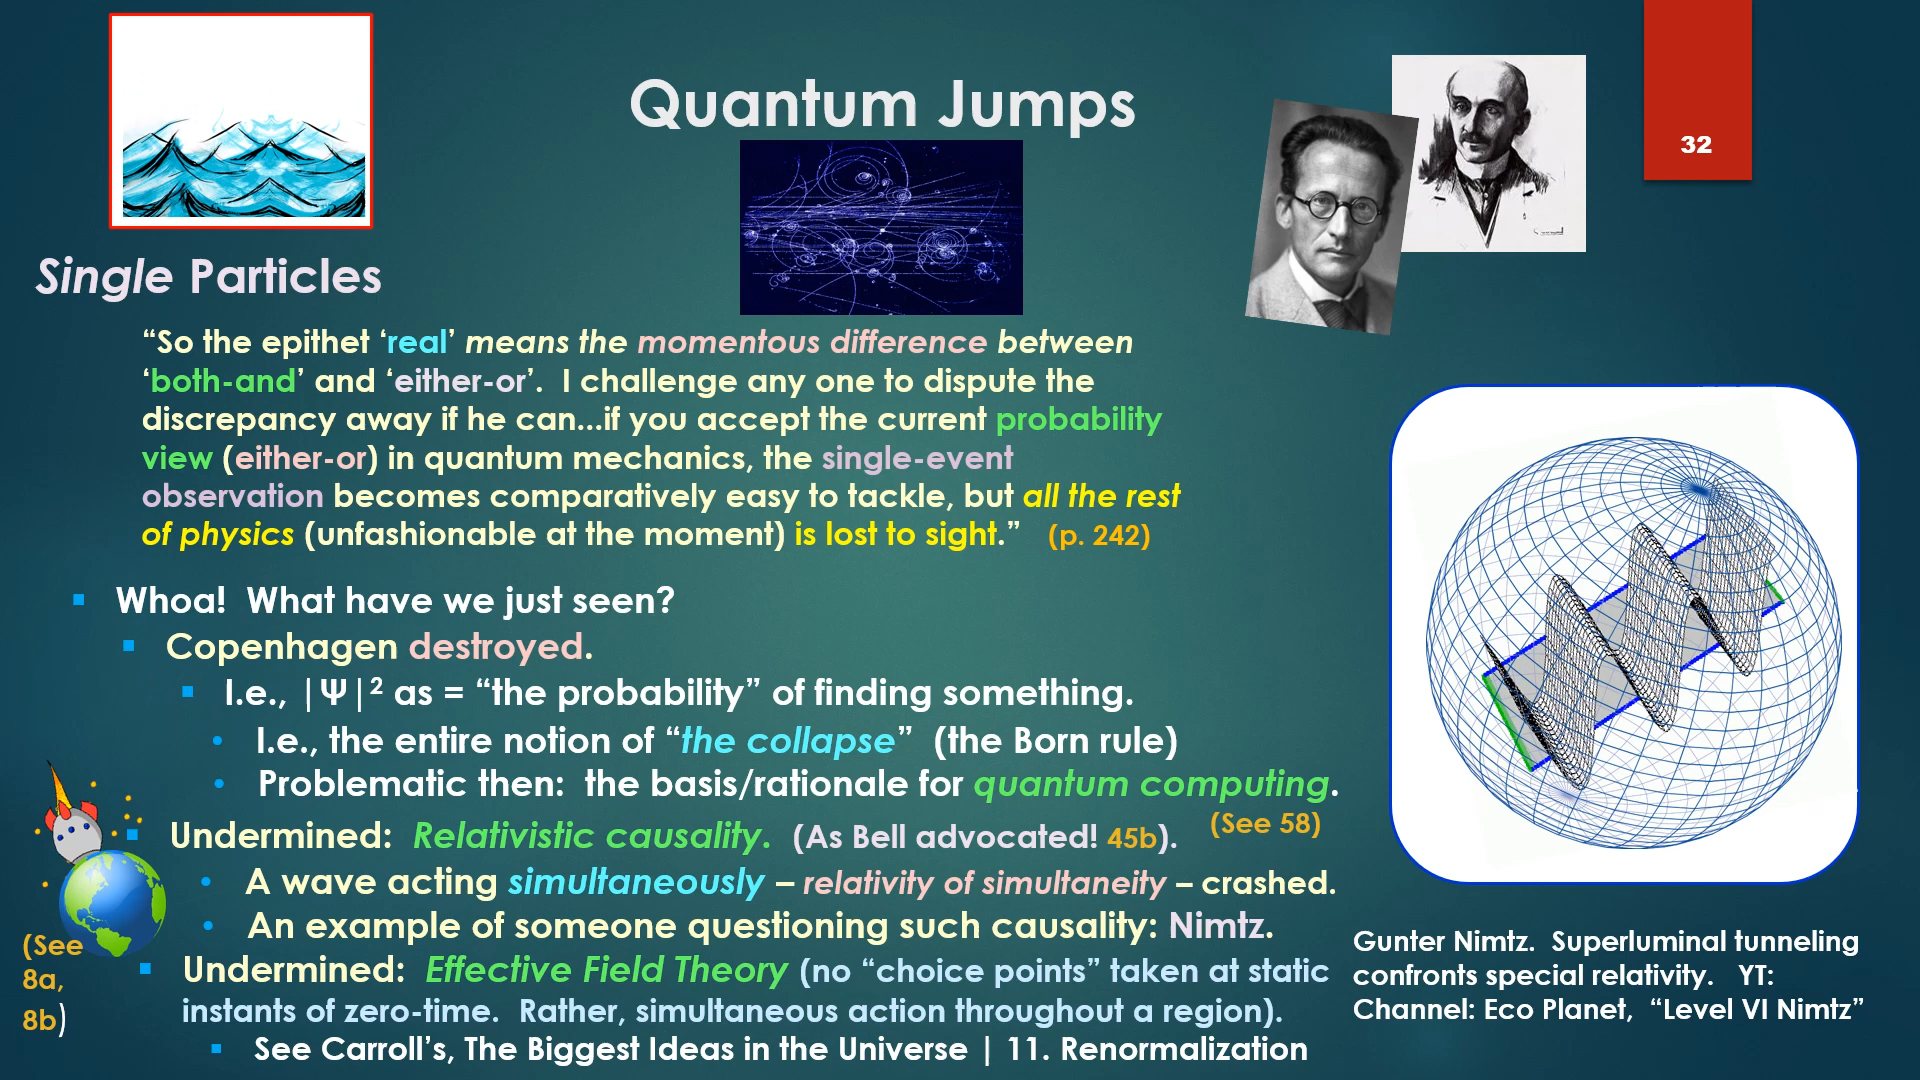 Quantum Jumps
32
Single Particles
“So the epithet ‘real’ means the momentous difference between
‘both-and’ and ‘either-or’.  I challenge any one to dispute the
discrepancy away if he can...if you accept the current probability
view (either-or) in quantum mechanics, the single-event
observation becomes comparatively easy to tackle, but all the rest
of physics (unfashionable at the moment) is lost to sight.”   (p. 242)
Whoa!  What have we just seen?
Copenhagen destroyed.
I.e., |Ψ|² as = “the probability” of finding something.
I.e., the entire notion of “the collapse”  (the Born rule)
Problematic then:  the basis/rationale for quantum computing.
(See 58)
Undermined:  Relativistic causality.  (As Bell advocated! 45b).
A wave acting simultaneously – relativity of simultaneity – crashed.
An example of someone questioning such causality: Nimtz.
(See
8a,
8b)
Undermined:  Effective Field Theory (no “choice points” taken at static
instants of zero-time.  Rather, simultaneous action throughout a region).
See Carroll’s, The Biggest Ideas in the Universe | 11. Renormalization
Gunter Nimtz.  Superluminal tunneling
confronts special relativity.   YT:
Channel: Eco Planet,  “Level VI Nimtz”